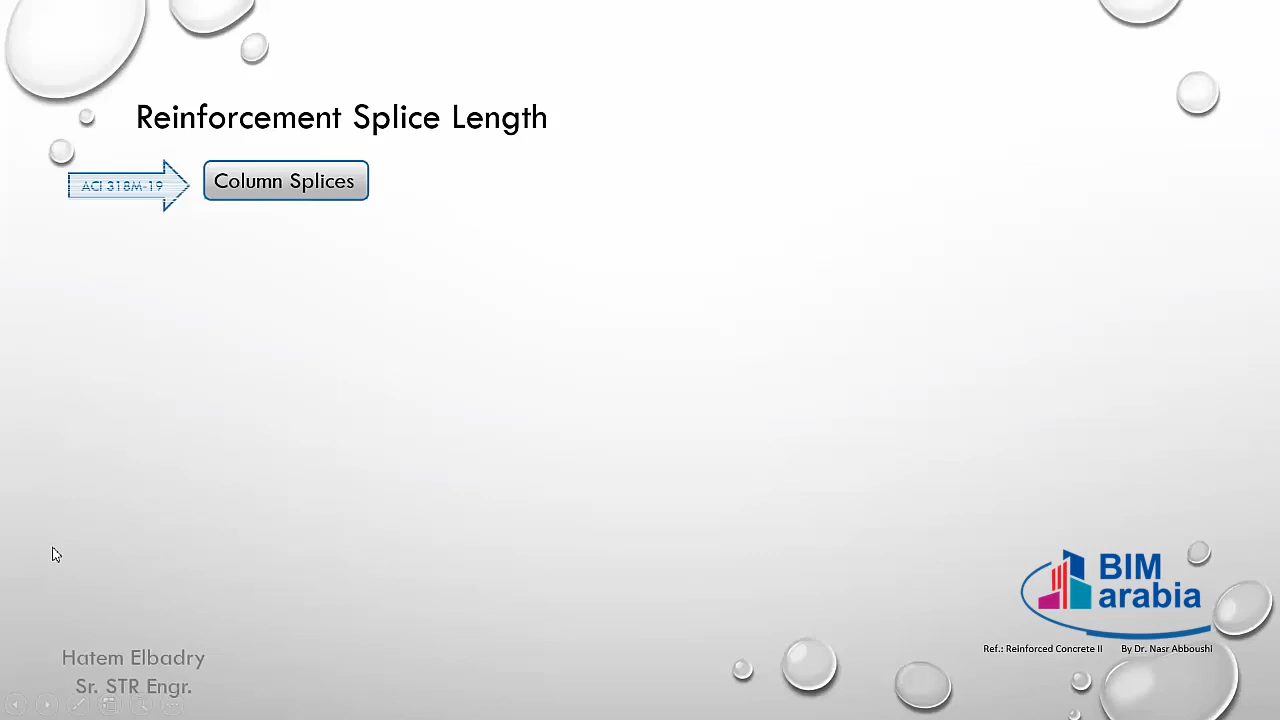 Reinforcement Splice Length
ACI 318M-19
Column Splices
BIM
arabia
Ref.: Reinforced Concrete II By Dr. Nasr Abboushi
Hatem Elbadry
Sr. STR Engr.